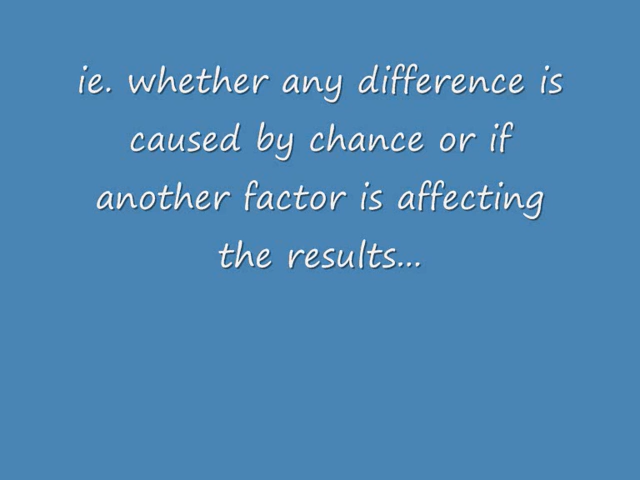 ie. whether any difference is
caused by chance or if
another factor is affecting
the results...